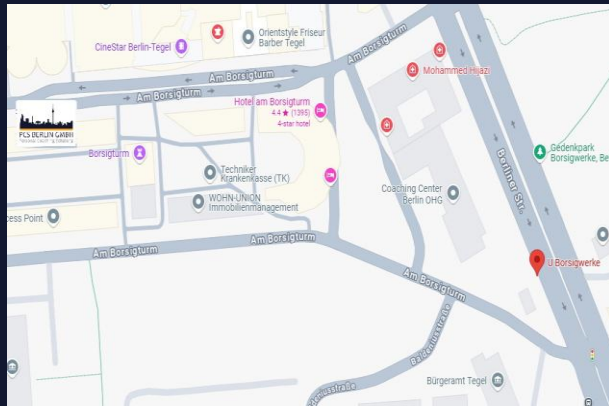 Orientstyle Friseur
Barber Tegel
CineStar Berlin-Tegel
Am Borsigturm
Mohammed Hijazi
Am Borsigturm
Am Borsigturm
Hotel am Borsigturm
4.4 ★ (1395)
4-star hotel
PCS BERLIN GMBH
Borsigturm
Gedenkpark
Borsigwerke, Be
Techniker
Krankenkasse (TK)
Berliner Str.
Coaching Center
Berlin OHG
WOHN-UNION
Immobilienmanagement
cess Point
Am Borsigturm
Am Borsigturm
U Borsigwerke
Am Borsigturm
Bürgeramt Tegel